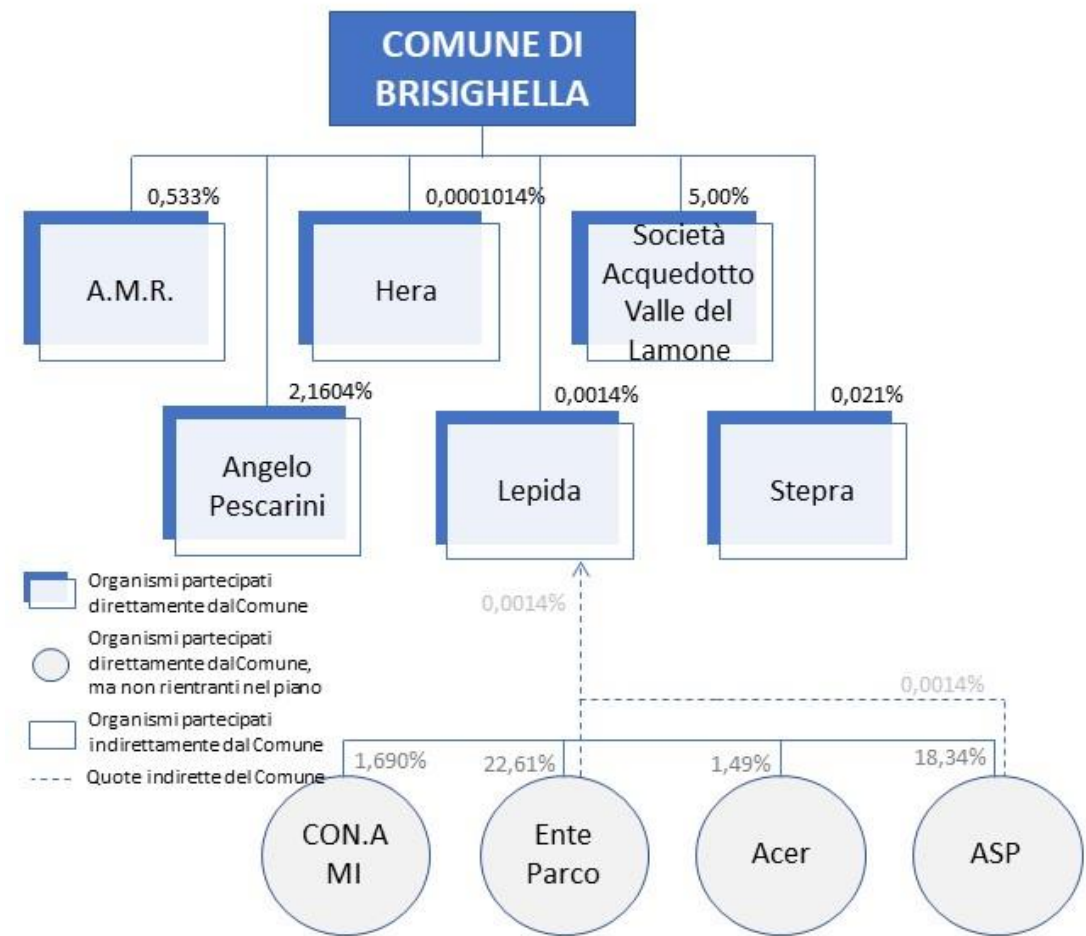 COMUNE DI
BRISIGHELLA
0,533%
0,0001014%
5,00%
A.M.R.
Hera
Società
Acquedotto
Valle del
Lamone
2,1604%
0,0014%
0,021%
Angelo
Pescarini
Lepida
Stepra
Organismi partecipati
direttamente dal Comune
Organismi partecipati
direttamente dal Comune,
ma non rientranti nel piano
Organismi partecipati
indirettamente dal Comune
Quote indirette del Comune
0,0014%
0,0014%
1,690%
22,61%
1,49%
18,34%
CON.A
MI
Ente
Parco
Acer
ASP